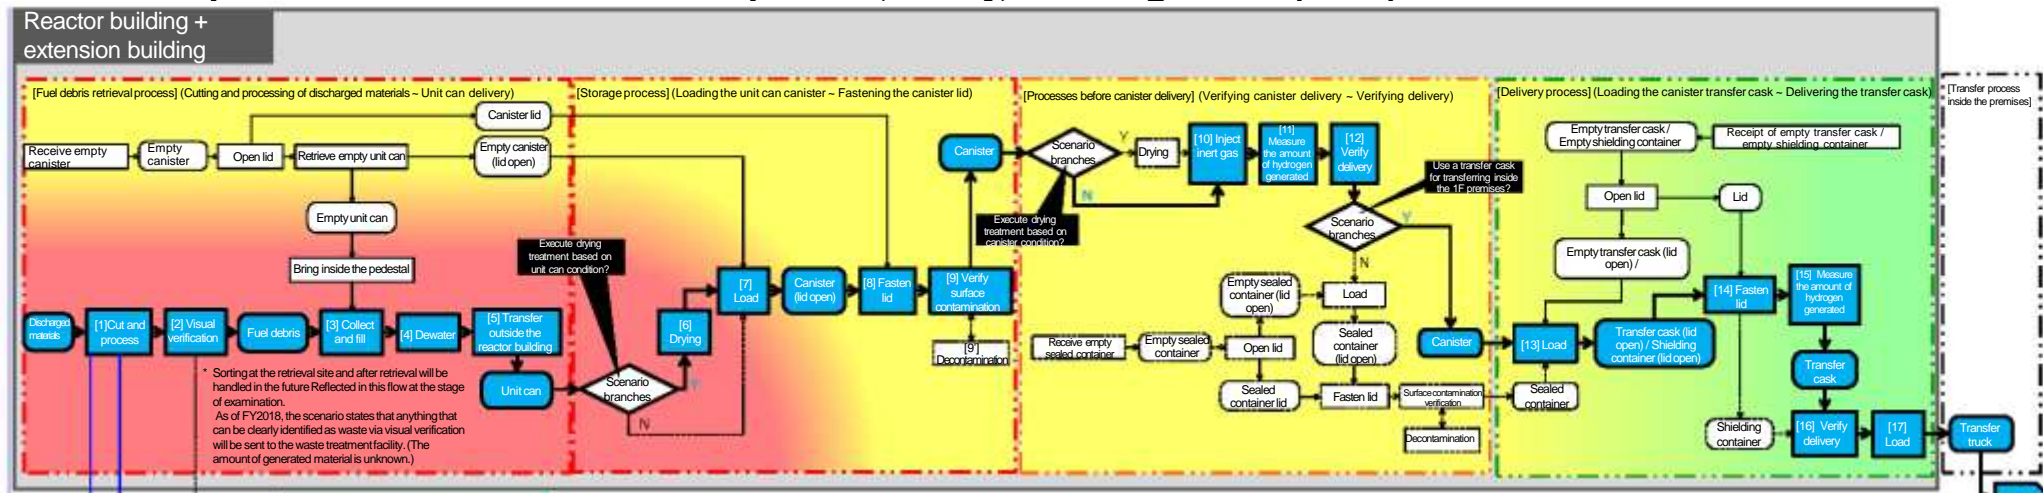 Reactor building +
extension building
[Fuel debris retrieval process] (Cutting and processing of discharged materials ~ Unit can delivery)
Canister lid
Receive empty
canister
Empty
canister
Open lid
Retrieve empty unit can
Empty canister
(lid open)
Empty unit can
Bring inside the pedestal
Discharged
materials
[1]Cut and
process
[2] Visual
verification
Fuel debris
[3] Collect
and fill
[4] Dewater
[5] Transfer
outside the
reactor building
Unit can
* Sorting at the retrieval site and after retrieval will be
handled in the future Reflected in this flow at the stage
of examination.
As of FY2018, the scenario states that anything that
can be clearly identified as waste via visual verification
will be sent to the waste treatment facility. (The
amount of generated material is unknown.)
[Storage process] (Loading the unit can canister ~ Fastening the canister lid)
Execute drying
treatment based on
unit can condition?
Scenario
branches
Y
N
[6]
Drying
[7]
Load
Canister
(lid open)
[8] Fasten
lid
[9] Verify
surface
contamination
[9']
Decontamination
Canister
[Processes before canister delivery] (Verifying canister delivery ~ Verifying delivery)
Scenario
branches
Y
N
Execute drying
treatment based on
canister condition?
Drying
[10] Inject
inert gas
[11]
Measure
the amount
of hydrogen
generated
[12]
Verify
delivery
Use a transfer cask
for transferring inside
the 1F premises?
Scenario
branches
Y
N
Empty sealed
container (lid
open)
Load
Receive empty
sealed container
Empty sealed
container
Open lid
Sealed
container
(lid open)
Sealed
container lid
Fasten lid
Surface contamination
verification
Decontamination
Canister
[Delivery process] (Loading the canister transfer cask ~ Delivering the transfer cask)
Empty transfer cask /
Empty shielding container
Receipt of empty transfer cask /
empty shielding container
Open lid
Lid
Empty transfer cask (lid
open) /
[13] Load
Sealed
container
Transfer cask (lid
open) / Shielding
container (lid open)
[14] Fasten
lid
[15] Measure
the amount of
hydrogen
generated
Transfer
cask
Shielding
container
[16] Verify
delivery
[17]
Load
[Transfer process
inside the premises]
Transfer
truck